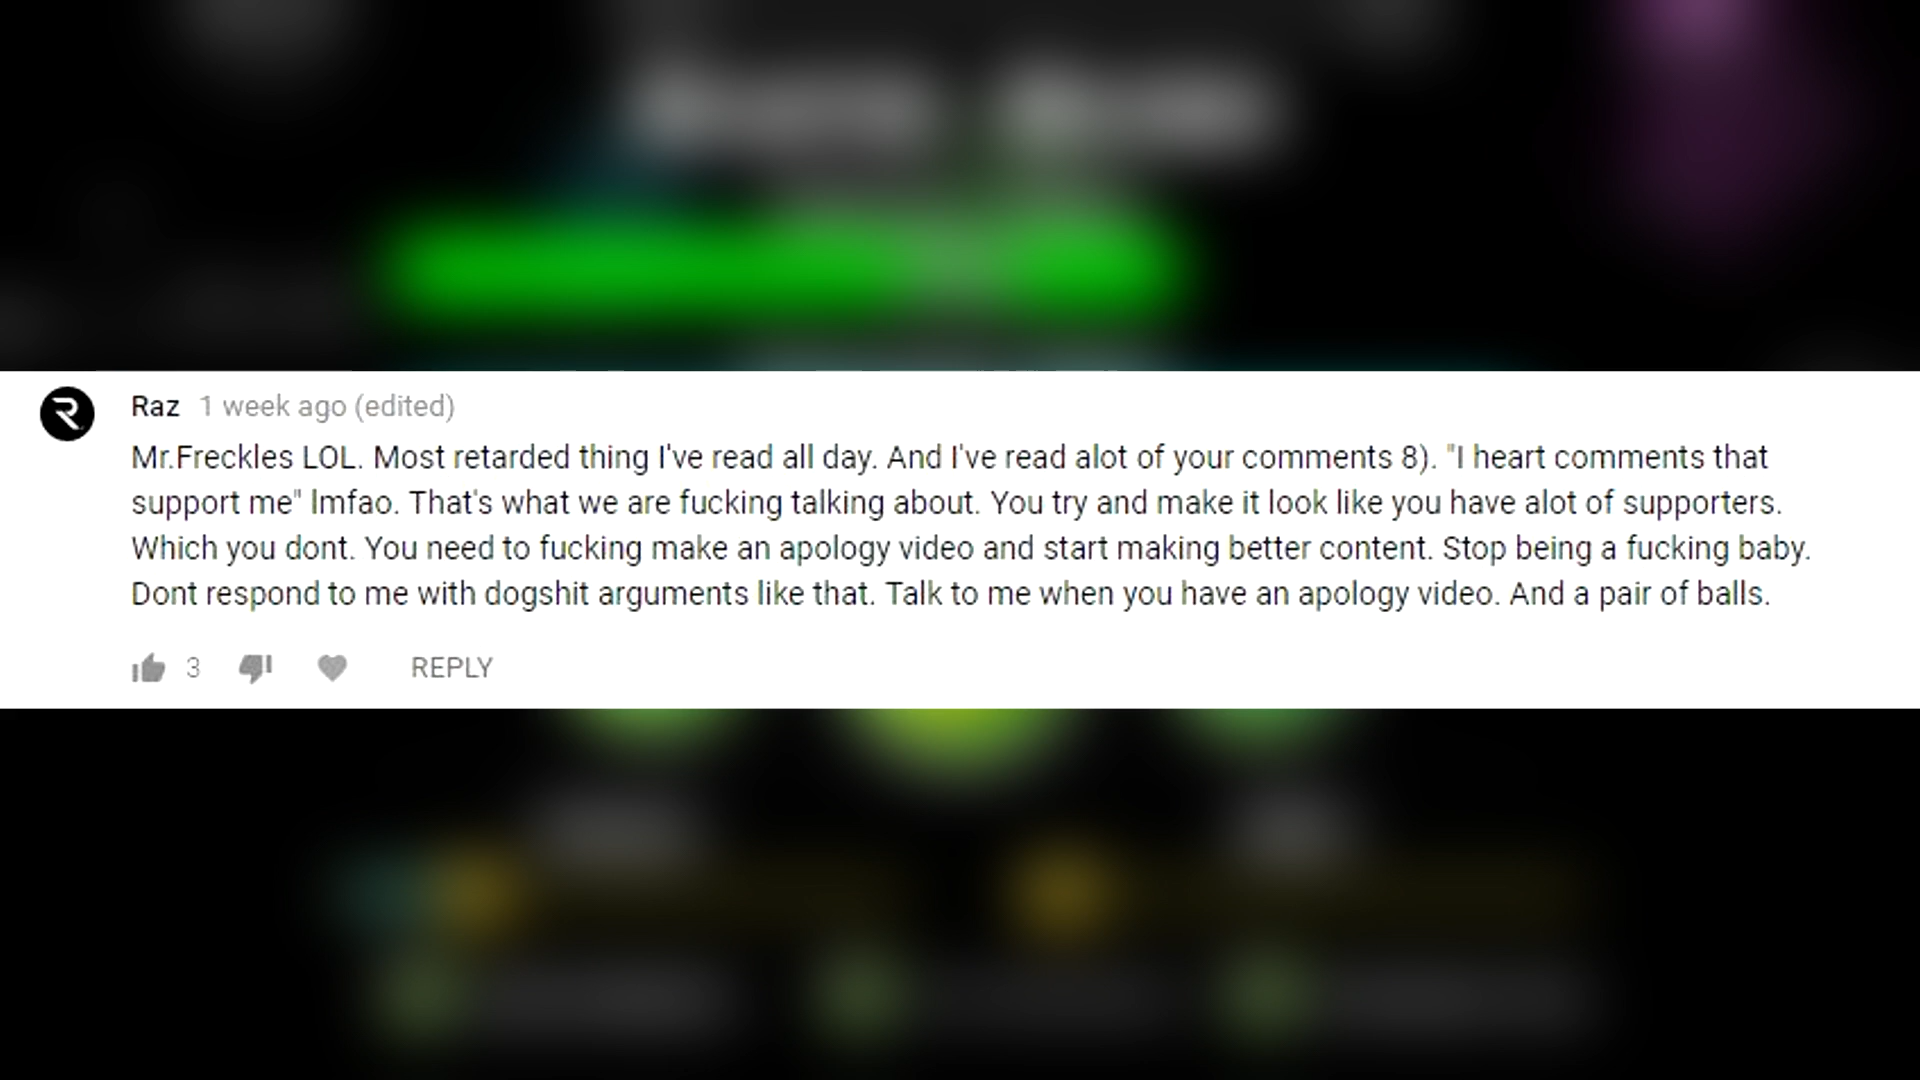 Raz 1 week ago (edited)
Mr.Freckles LOL. Most retarded thing I've read all day. And I've read alot of your comments 8). "I heart comments that
support me" lmfao. That's what we are fucking talking about. You try and make it look like you have alot of supporters.
Which you dont. You need to fucking make an apology video and start making better content. Stop being a fucking baby.
Dont respond to me with dogshit arguments like that. Talk to me when you have an apology video. And a pair of balls.
3 REPLY